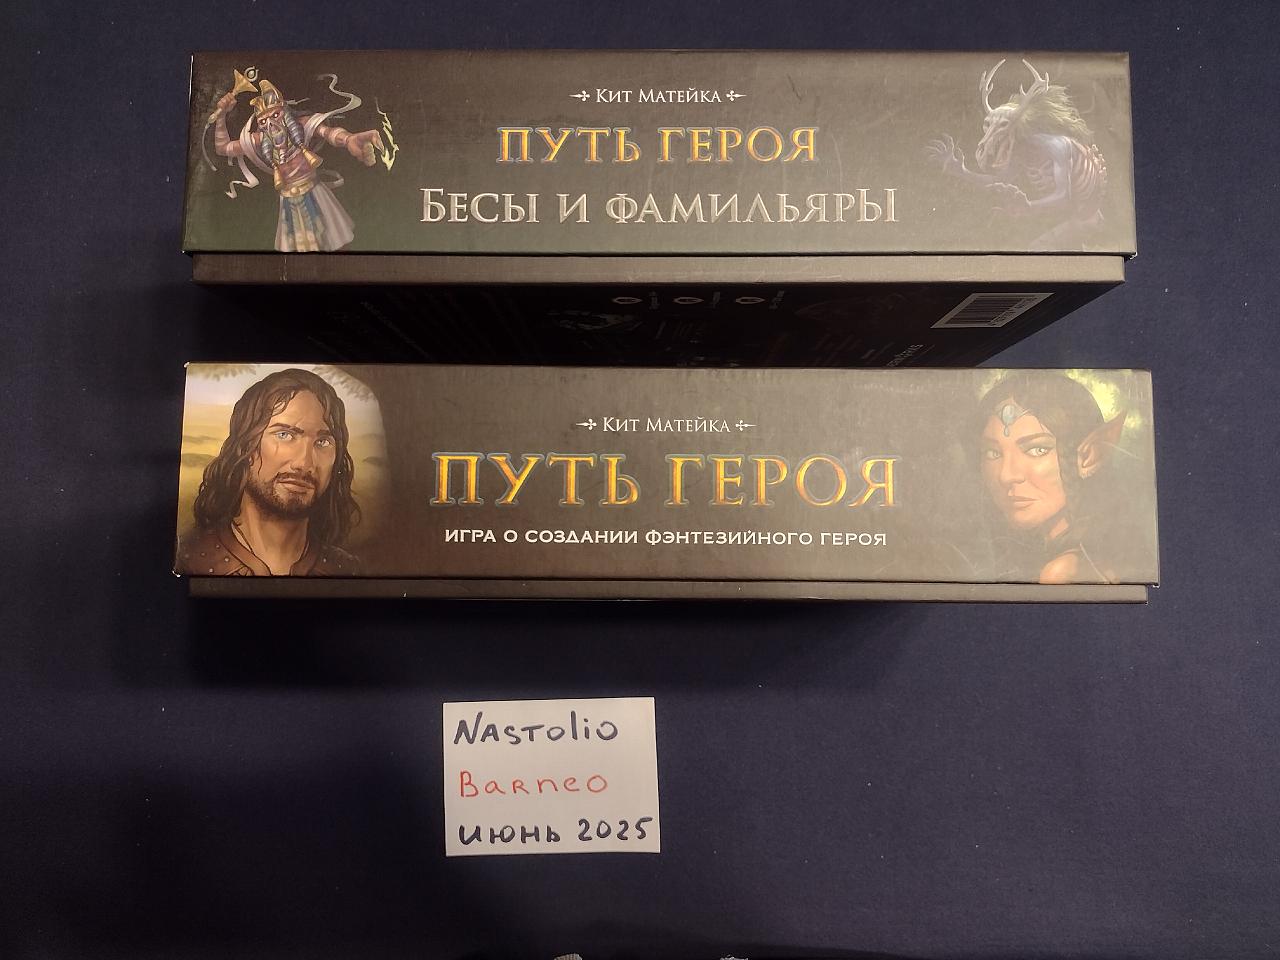 Кит Матейка
ПУТЬ ГЕРОЯ
БЕСЫ И ФАМИЛЬЯРЫ
Кит Матейка
ПУТЬ ГЕРОЯ
ИГРА О СОЗДАНИИ ФЭНТЕЗИЙНОГО ГЕРОЯ
NASTOLIO
BARNEO
ИЮНЬ 2025